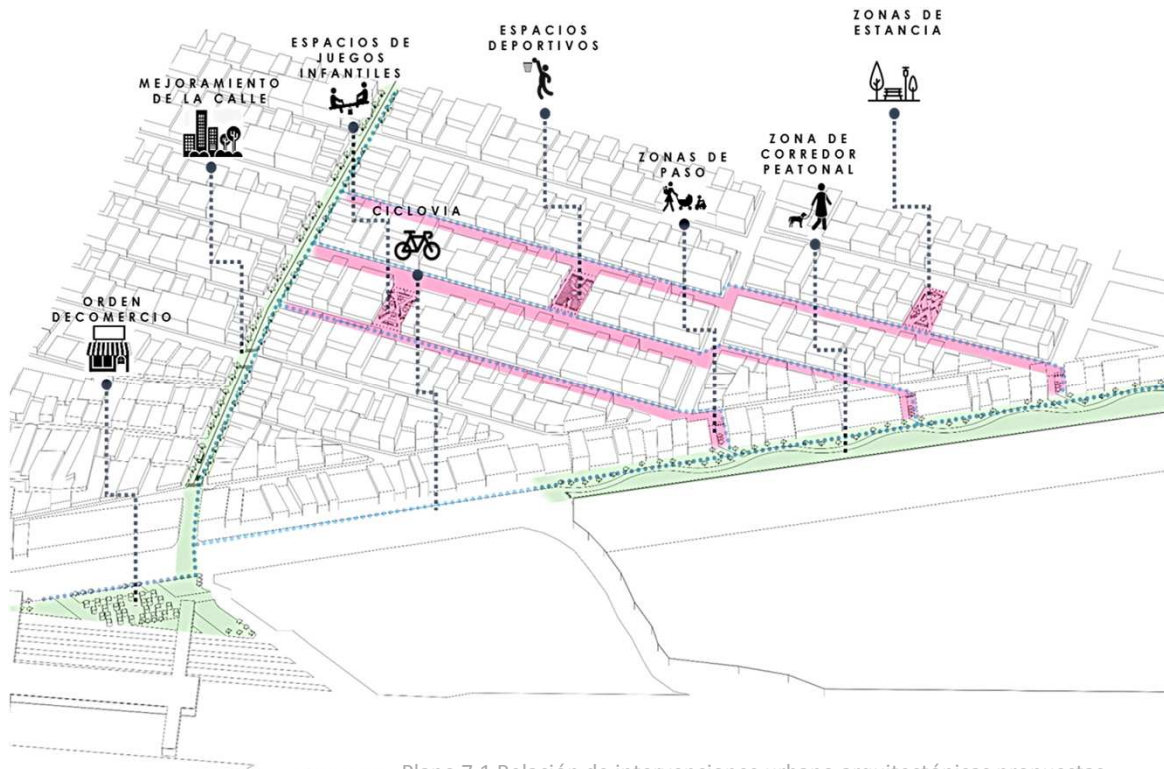 ZONAS DE
ESTANCIA
ESPACIOS
DEPORTIVOS
ESPACIOS DE
JUEGOS
INFANTILES
MEJORAMIENTO
DE LA CALLE
ZONA DE
CORREDOR
PEATONAL
ZONAS DE
PASO
CICLOVIA
ORDEN
DECOMERCIO